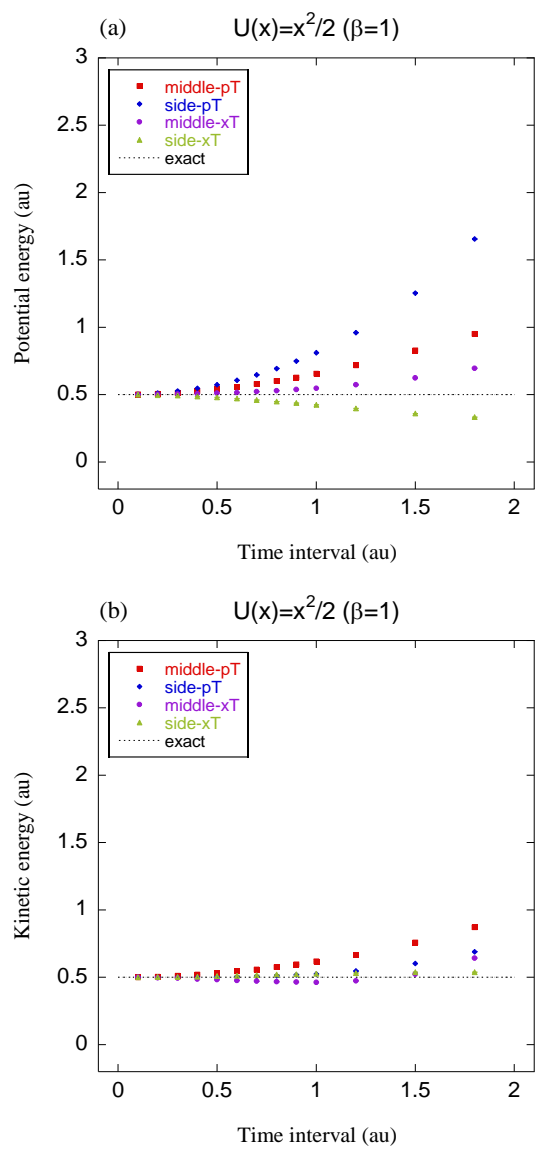 (a) U(x)=x²/2 (β=1)
3
middle-pT
side-pT
middle-xT
side-xT
exact
2.5
2
1.5
1
0.5
0
Potential energy (au)
0 0.5 1 1.5 2
Time interval (au)
(b) U(x)=x²/2 (β=1)
3
middle-pT
side-pT
middle-xT
side-xT
exact
2.5
2
1.5
1
0.5
0
Kinetic energy (au)
0 0.5 1 1.5 2
Time interval (au)